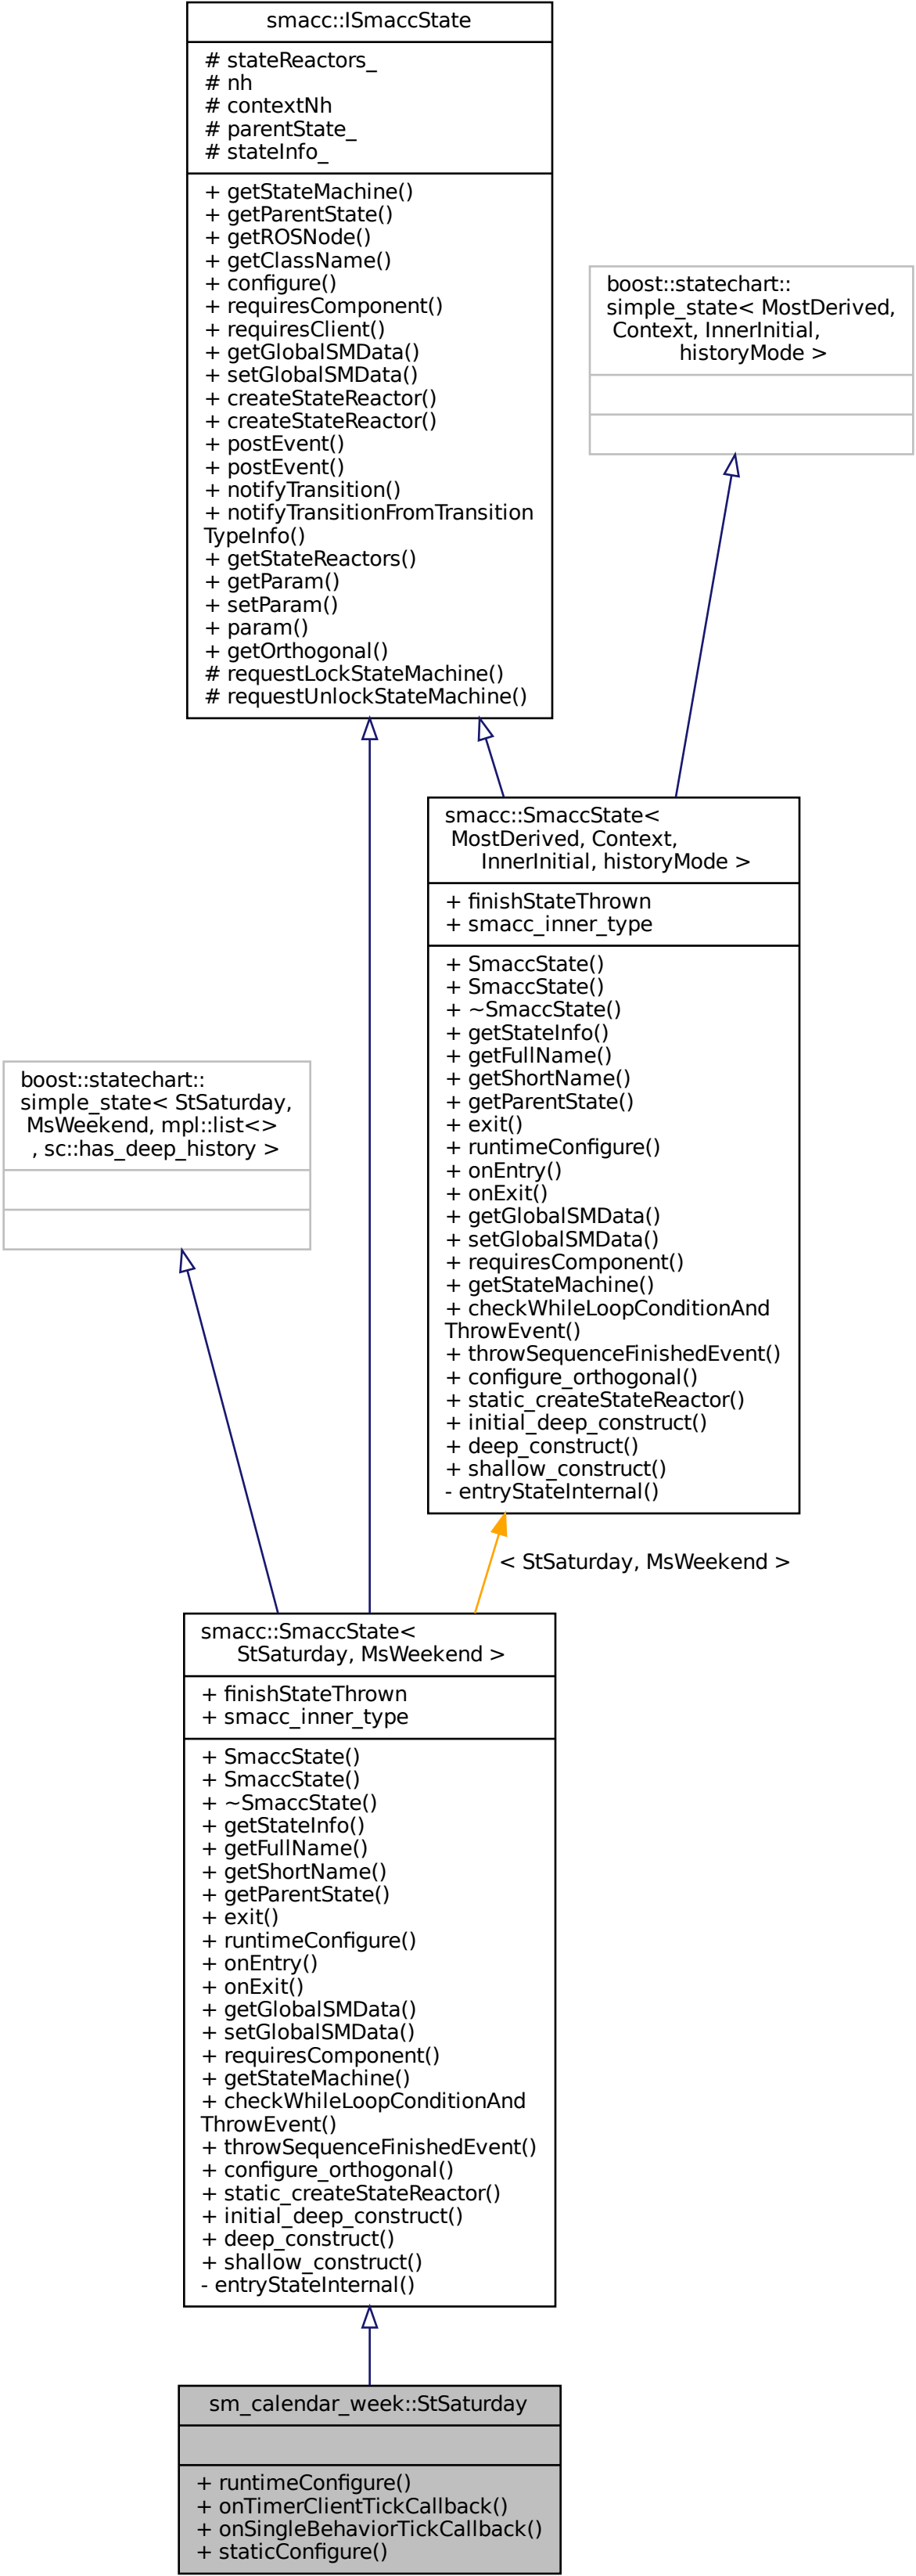 smacc::ISmaccState
# stateReactors_
# nh
# contextNh
# parentState_
# stateInfo_
+ getStateMachine()
+ getParentState()
+ getROSNode()
+ getClassName()
+ configure()
+ requiresComponent()
+ requiresClient()
+ getGlobalSMData()
+ setGlobalSMData()
+ createStateReactor()
+ createStateReactor()
+ postEvent()
+ postEvent()
+ notifyTransition()
+ notifyTransitionFromTransition
TypeInfo()
+ getStateReactors()
+ getParam()
+ setParam()
+ param()
+ getOrthogonal()
# requestLockStateMachine()
# requestUnlockStateMachine()
boost::statechart::
simple_state< MostDerived,
Context, InnerInitial,
historyMode >
smacc::SmaccState<
MostDerived, Context,
InnerInitial, historyMode >
+ finishStateThrown
+ smacc_inner_type
+ SmaccState()
+ SmaccState()
+ ~SmaccState()
+ getStateInfo()
+ getFullName()
+ getShortName()
+ getParentState()
+ exit()
+ runtimeConfigure()
+ onEntry()
+ onExit()
+ getGlobalSMData()
+ setGlobalSMData()
+ requiresComponent()
+ getStateMachine()
+ checkWhileLoopConditionAnd
ThrowEvent()
+ throwSequenceFinishedEvent()
+ configure_orthogonal()
+ static_createStateReactor()
+ initial_deep_construct()
+ deep_construct()
+ shallow_construct()
- entryStateInternal()
boost::statechart::
simple_state< StSaturday,
MsWeekend, mpl::list<>
, sc::has_deep_history >
< StSaturday, MsWeekend >
smacc::SmaccState<
StSaturday, MsWeekend >
+ finishStateThrown
+ smacc_inner_type
+ SmaccState()
+ SmaccState()
+ ~SmaccState()
+ getStateInfo()
+ getFullName()
+ getShortName()
+ getParentState()
+ exit()
+ runtimeConfigure()
+ onEntry()
+ onExit()
+ getGlobalSMData()
+ setGlobalSMData()
+ requiresComponent()
+ getStateMachine()
+ checkWhileLoopConditionAnd
ThrowEvent()
+ throwSequenceFinishedEvent()
+ configure_orthogonal()
+ static_createStateReactor()
+ initial_deep_construct()
+ deep_construct()
+ shallow_construct()
- entryStateInternal()
sm_calendar_week::StSaturday
+ runtimeConfigure()
+ onTimerClientTickCallback()
+ onSingleBehaviorTickCallback()
+ staticConfigure()